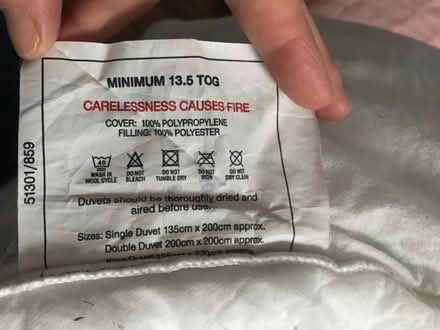 MINIMUM 13.5 TOG
CARELESSNESS CAUSES FIRE
COVER: 100% POLYPROPYLENE
FILLING: 100% POLYESTER
40
WASH IN WOOL CYCLE
DO NOT BLEACH
DO NOT TUMBLE DRY
DO NOT IRON
DO NOT DRY CLEAN
Duvets should be thoroughly dried and
aired before use.
Sizes: Single Duvet 135cm x 200cm approx.
Double Duvet 200cm x 200cm approx.
51301/859